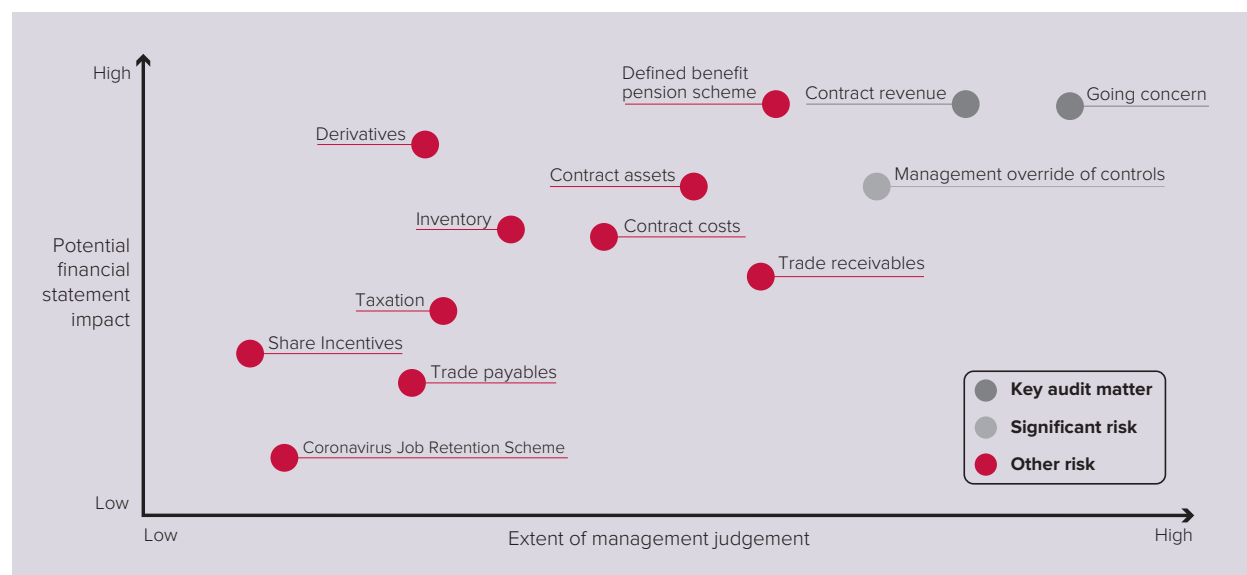 High
Defined benefit
pension scheme
Contract revenue
Going concern
Derivatives
Contract assets
Management override of controls
Inventory
Contract costs
Potential
financial
statement
impact
Trade receivables
Taxation
Share Incentives
Trade payables
Key audit matter
Significant risk
Other risk
Coronavirus Job Retention Scheme
Low
Low
Extent of management judgement
High